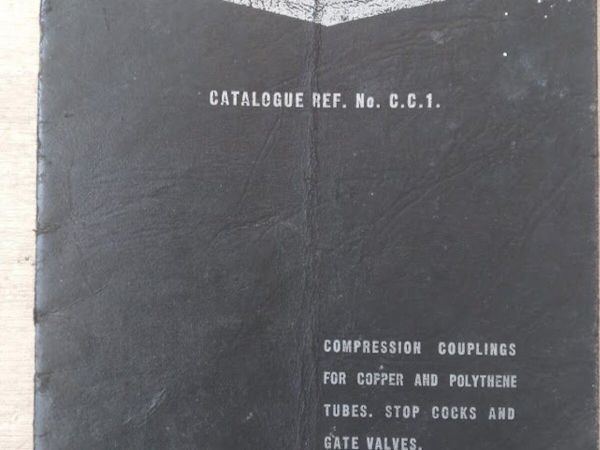 CATALOGUE REF. No. C.C.1.
COMPRESSION COUPLINGS
FOR COPPER AND POLYTHENE
TUBES. STOP COCKS AND
GATE VALVES.